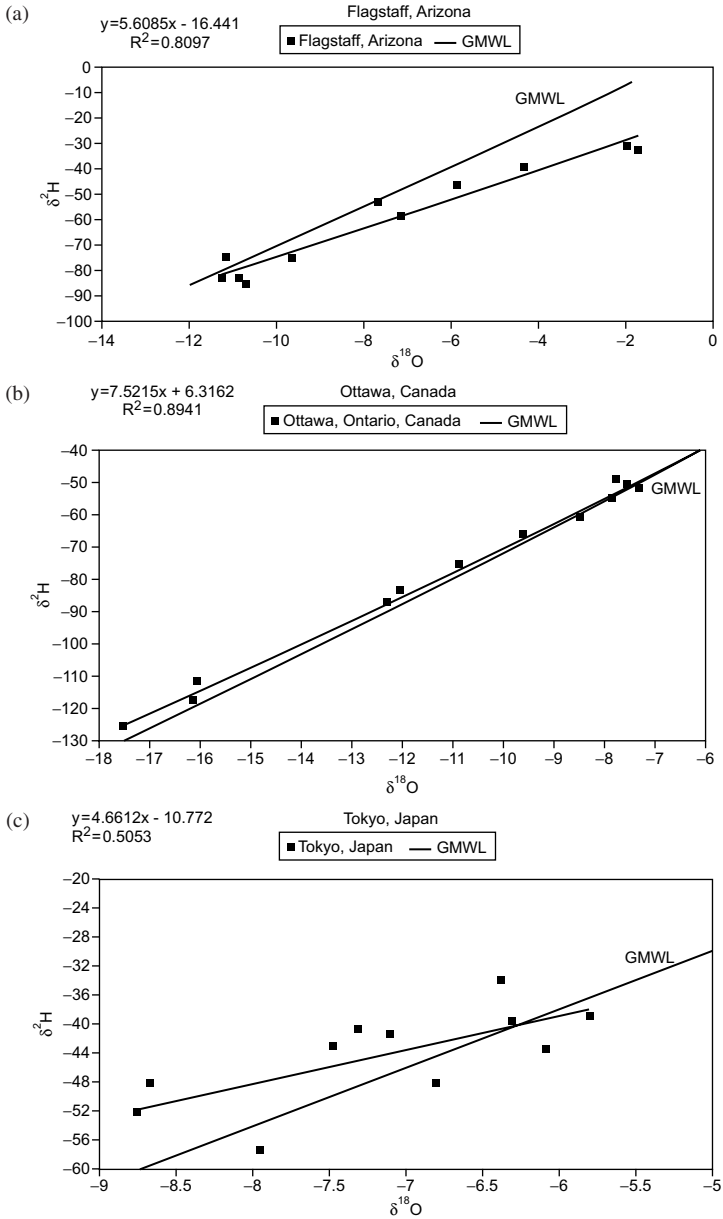 (a)
Flagstaff, Arizona
y=5.6085x - 16.441
R²=0.8097
Flagstaff, Arizona GMWL
0
−10
−20
−30
−40
−50
−60
−70
−80
−90
−100
δ²H
GMWL
−14 −12 −10 −8 −6 −4 −2 0
δ¹⁸O
(b)
y=7.5215x + 6.3162
R²=0.8941
Ottawa, Canada
Ottawa, Ontario, Canada GMWL
−40
−50
−60
−70
−80
−90
−100
−110
−120
−130
δ²H
GMWL
−18 −17 −16 −15 −14 −13 −12 −11 −10 −9 −8 −7 −6
δ¹⁸O
(c)
y=4.6612x - 10.772
R²=0.5053
Tokyo, Japan
Tokyo, Japan GMWL
−20
−24
−28
−32
−36
−40
−44
−48
−52
−56
−60
δ²H
GMWL
−9 −8.5 −8 −7.5 −7 −6.5 −6 −5.5 −5
δ¹⁸O